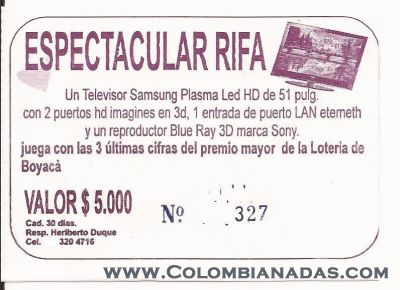 ESPECTACULAR RIFA
Un Televisor Samsung Plasma Led HD de 51 pulg.
con 2 puertos hd imagines en 3d, 1 entrada de puerto LAN eterneth
y un reproductor Blue Ray 3D marca Sony.
juega con las 3 últimas cifras del premio mayor de la Loteria de
Boyacà
VALOR $ 5.000
Nº 327
Cad. 30 días.
Resp. Heriberto Duque
Cel. 320 4716
www.Colombianadas.com